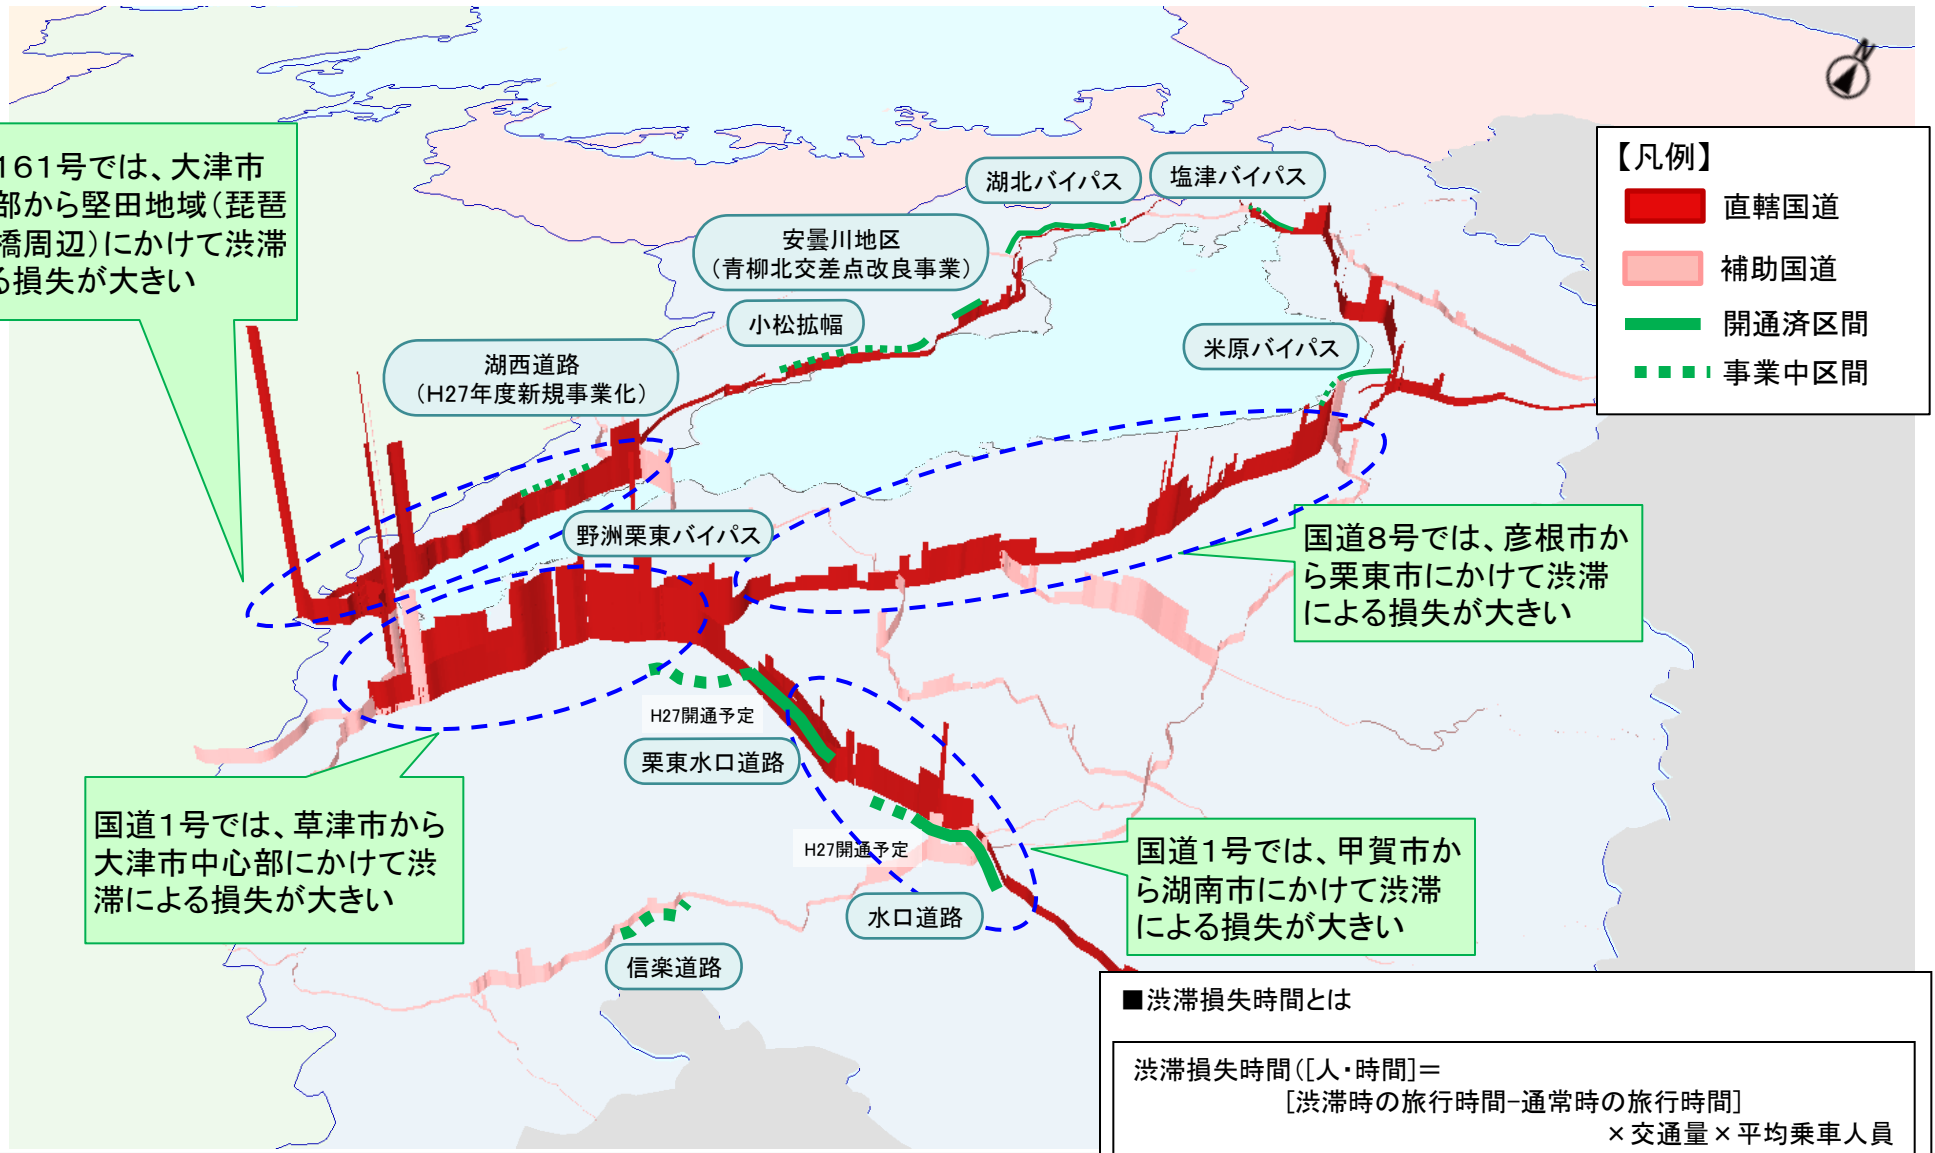 161号では、大津市
部から堅田地域(琵琶
橋周辺)にかけて渋滞
る損失が大きい
湖北バイパス
塩津バイパス
安曇川地区
(青柳北交差点改良事業)
小松拡幅
湖西道路
(H27年度新規事業化)
米原バイパス
N
【凡例】
直轄国道
補助国道
開通済区間
事業中区間
野洲栗東バイパス
国道8号では、彦根市か
ら栗東市にかけて渋滞
による損失が大きい
H27開通予定
栗東水口道路
国道1号では、草津市から
大津市中心部にかけて渋
滞による損失が大きい
H27開通予定
水口道路
国道1号では、甲賀市か
ら湖南市にかけて渋滞
による損失が大きい
信楽道路
■渋滞損失時間とは
渋滞損失時間([人・時間]=
[渋滞時の旅行時間-通常時の旅行時間]
×交通量×平均乗車人員